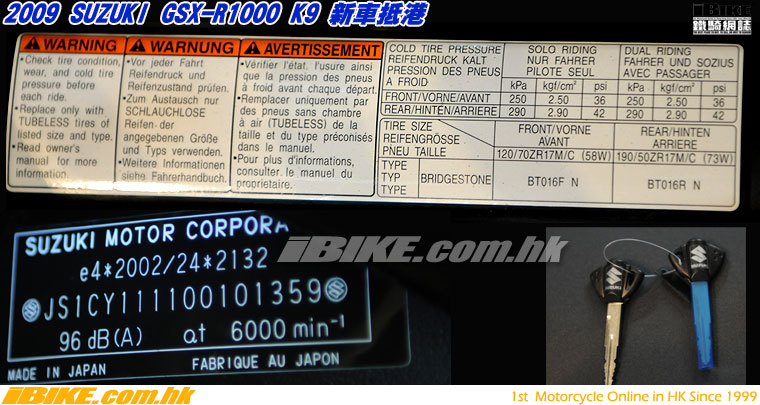 2009 SUZUKI GSX-R1000 K9 新車抵港
iBIKE
鐵騎網誌
WARNING
•Check tire condition,
wear, and cold tire
pressure before
each ride.
•Replace only with
TUBELESS tires of
listed size and type.
•Read owner's
manual for more
information.
WARNING
•Vor jeder Fahrt
Reifendruck und
Reifenzustand prüfen.
•Zum Austausch nur
SCHLAUCHLOSE
Reifen der
angegebenen Größe
und Typs verwenden.
•Weitere Informationen
siehe Fahrerhandbuch.
AVERTISSEMENT
•Vérifier l'état, l'usure ainsi
que la pression des pneus
à froid avant chaque départ.
•Remplacer uniquement par
des pneus sans chambre
à air (TUBELESS) de la
taille et du type préconisés
dans le manuel.
•Pour plus d'informations,
consulter le manuel du
proprietaire.
COLD TIRE PRESSURE
REIFENDRUCK KALT
PRESSION DES PNEUS
A FROID
SOLO RIDING
NUR FAHRER
PILOTE SEUL
DUAL RIDING
FAHRER UND SOZIUS
AVEC PASSAGER
kPa kgf/cm² psi kPa kgf/cm² psi
FRONT/VORNE/AVANT 250 2.50 36 250 2.50 36
REAR/HINTEN/ARRIERE 290 2.90 42 290 2.90 42
TIRE SIZE
REIFENGRÖSSE
PNEU TAILLE
FRONT/VORNE
AVANT
REAR/HINTEN
ARRIERE
120/70ZR17M/C (58W) 190/50ZR17M/C (73W)
TYPE
TYP
TYPE
BRIDGESTONE
BT016F N
BT016R N
SUZUKI MOTOR CORPORA
e4*2002/24*2132
JS1CY111100101359
96 dB(A) at 6000 min-1
MADE IN JAPAN FABRIQUE AU JAPON
iBIKE.com.hk
SUZUKI
iBIKE.com.hk
1st Motorcycle Online in HK Since 1999